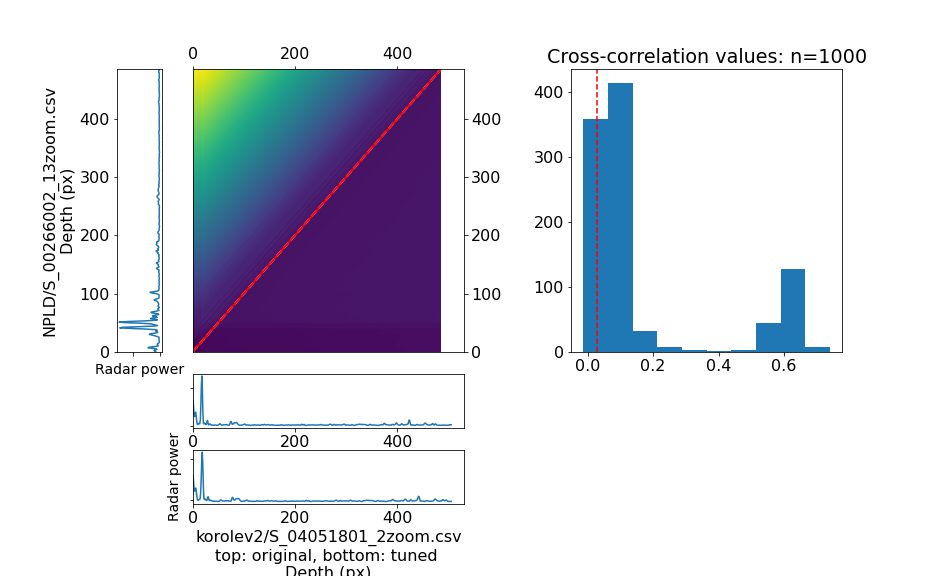 0 200 400
Cross-correlation values: n=1000
NPLD/S_00266002_13zoom.csv
Depth (px)
400
300
200
100
0
Radar power
400
300
200
100
0
400
300
200
100
0
0.0 0.2 0.4 0.6
0 200 400
Radar power
0 200 400
korolev2/S_04051801_2zoom.csv
top: original, bottom: tuned
Depth (px)